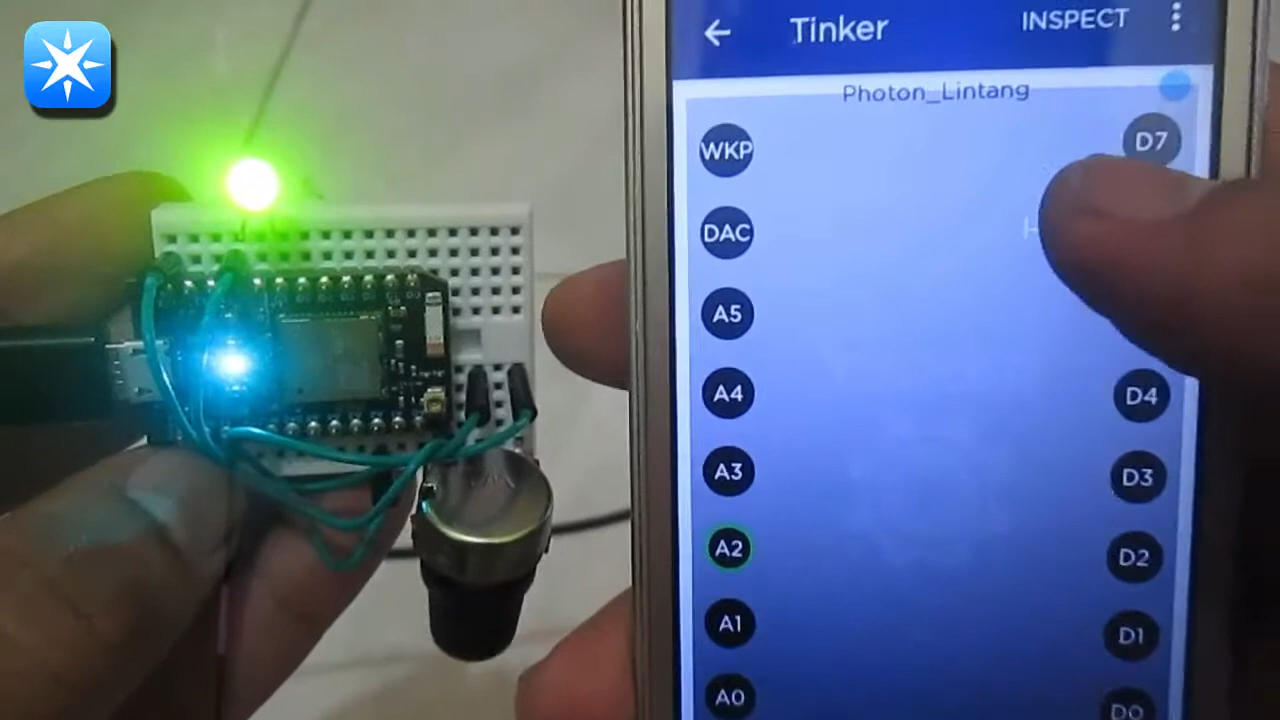 Tinker
INSPECT
Photon_Lintang
WKP
D7
DAC
A5
A4
D4
A3
D3
A2
D2
A1
D1
A0
D0